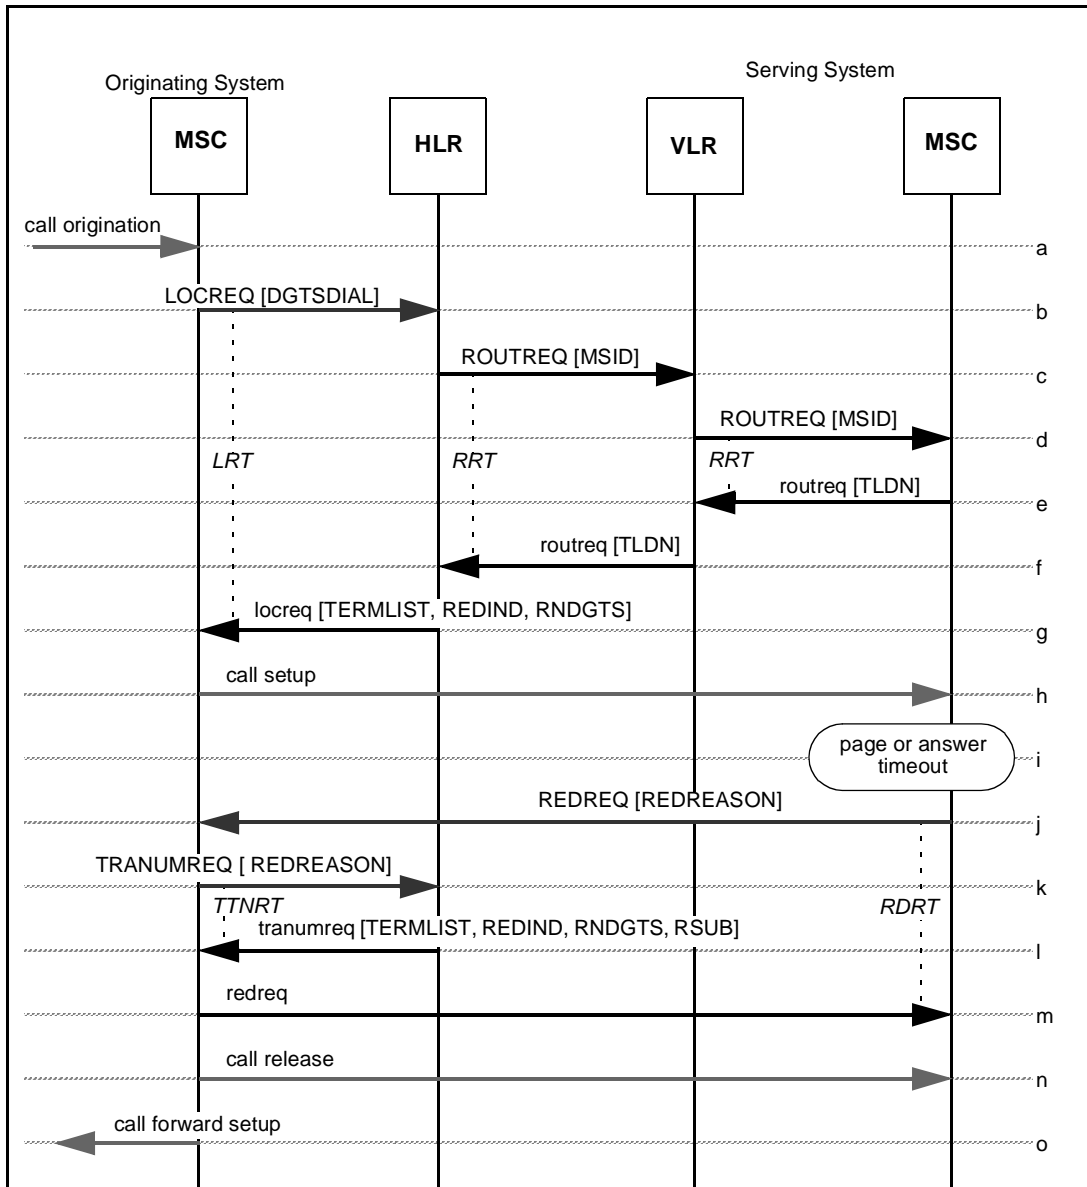 Originating System
Serving System
MSC
HLR
VLR
MSC
call origination
a
LOCREQ [DGTSDIAL]
b
ROUTREQ [MSID]
c
ROUTREQ [MSID]
d
LRT
RRT
RRT
routreq [TLDN]
e
routreq [TLDN]
f
locreq [TERMLIST, REDIND, RNDGTS]
g
call setup
h
page or answer
timeout
i
REDREQ [REDREASON]
j
TRANUMREQ [ REDREASON]
k
TTNRT
RDRT
tranumreq [TERMLIST, REDIND, RNDGTS, RSUB]
l
redreq
m
call release
n
call forward setup
o